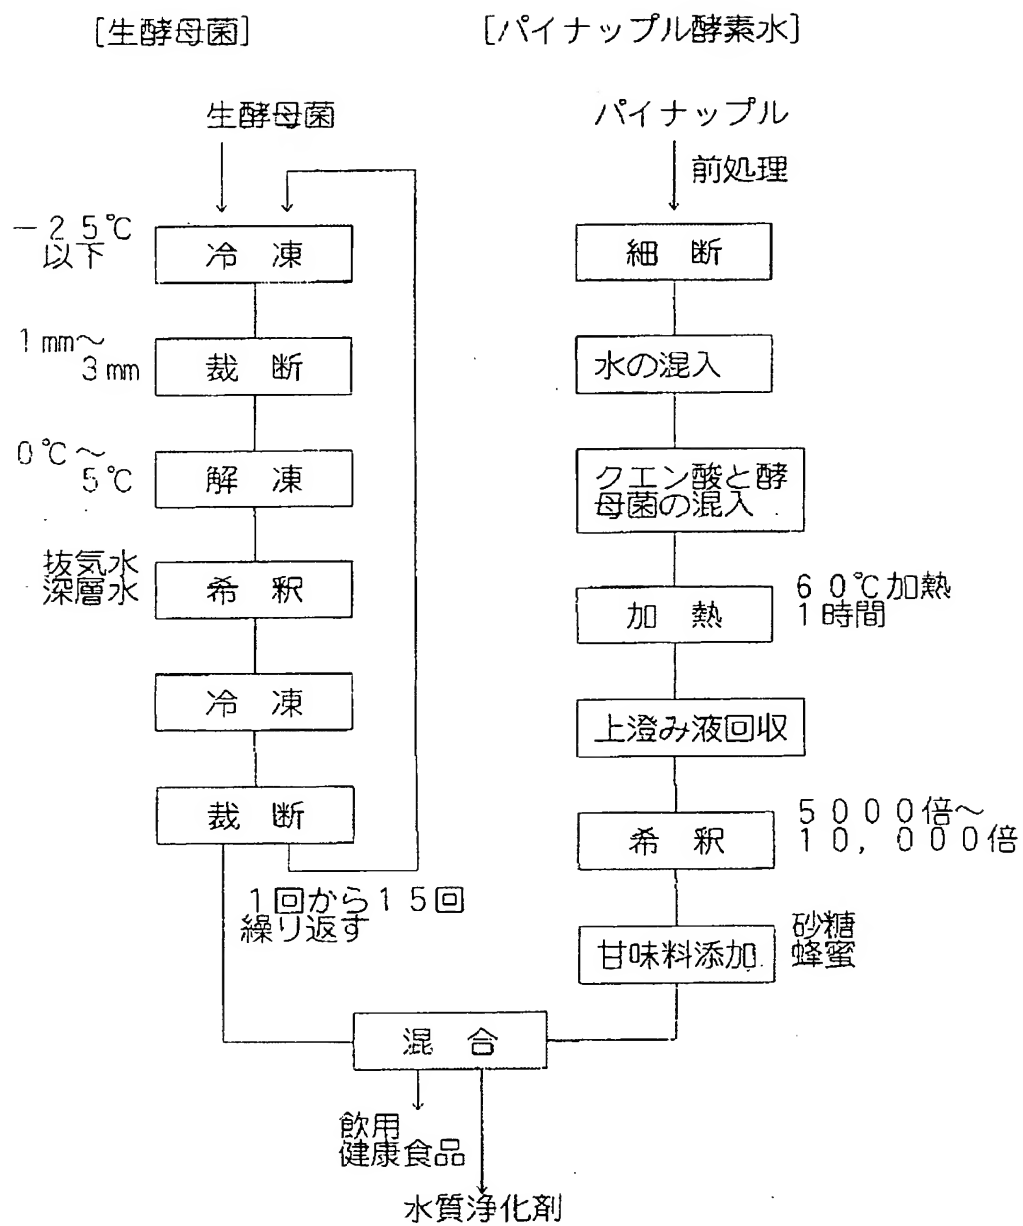 [生酵母菌]
[パイナップル酵素水]
生酵母菌
－２５℃
以下
冷　凍
1mm～
3mm
裁　断
０℃～
５℃
解　凍
抜気水
深層水
希　釈
冷　凍
裁　断
１回から１５回
繰り返す
パイナップル
前処理
細　断
水の混入
クエン酸と酵
母菌の混入
加　熱
６０℃加熱
１時間
上澄み液回収
希　釈
５０００倍～
１０，０００倍
甘味料添加
砂糖
蜂蜜
混　合
飲用
健康食品
水質浄化剤